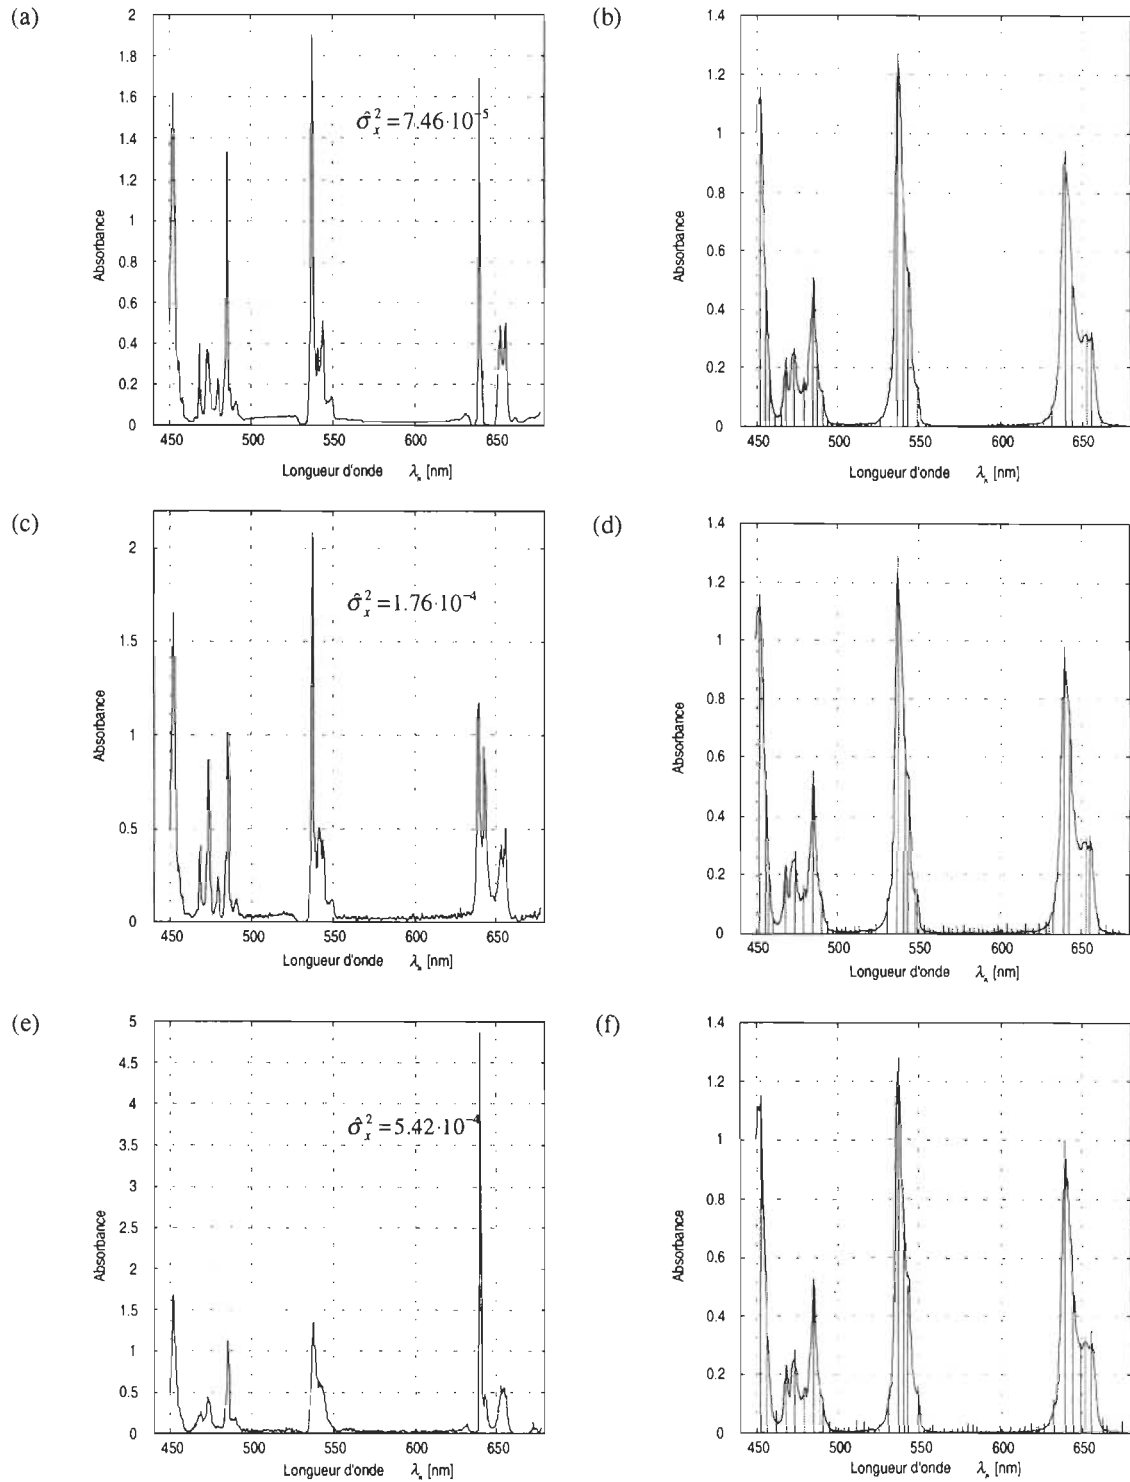 (a)
2
1.8
1.6
1.4
1.2
1
0.8
0.6
0.4
0.2
0
Absorbance
σ̂ₓ² = 7.46·10⁻⁵
450 500 550 600 650
Longueur d'onde λₙ [nm]
(b)
1.4
1.2
1
0.8
0.6
0.4
0.2
0
Absorbance
450 500 550 600 650
Longueur d'onde λₙ [nm]
(c)
2
1.5
1
0.5
0
Absorbance
σ̂ₓ² = 1.76·10⁻⁴
450 500 550 600 650
Longueur d'onde λₙ [nm]
(d)
1.4
1.2
1
0.8
0.6
0.4
0.2
0
Absorbance
450 500 550 600 650
Longueur d'onde λₙ [nm]
(e)
5
4.5
4
3.5
3
2.5
2
1.5
1
0.5
0
Absorbance
σ̂ₓ² = 5.42·10⁻⁴
450 500 550 600 650
Longueur d'onde λₙ [nm]
(f)
1.4
1.2
1
0.8
0.6
0.4
0.2
0
Absorbance
450 500 550 600 650
Longueur d'onde λₙ [nm]